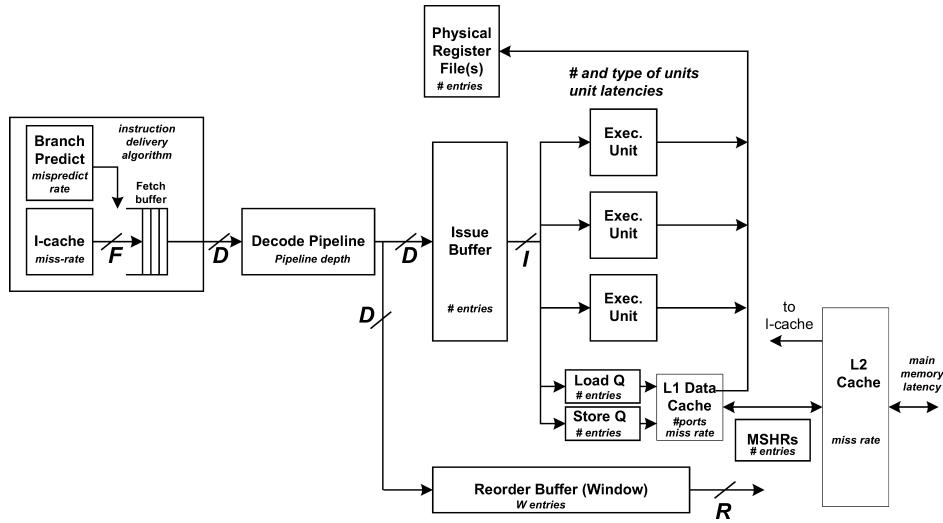 Physical
Register
File(s)
# entries
# and type of units
unit latencies
Branch
Predict
mispredict
rate
instruction
delivery
algorithm
Fetch
buffer
I-cache
miss-rate
F
D
Decode Pipeline
Pipeline depth
D
D
Issue
Buffer
# entries
I
Exec.
Unit
Exec.
Unit
Exec.
Unit
Load Q
# entries
Store Q
# entries
L1 Data
Cache
#ports
miss rate
to
I-cache
L2
Cache
miss rate
main
memory
latency
MSHRs
# entries
Reorder Buffer (Window)
W entries
R